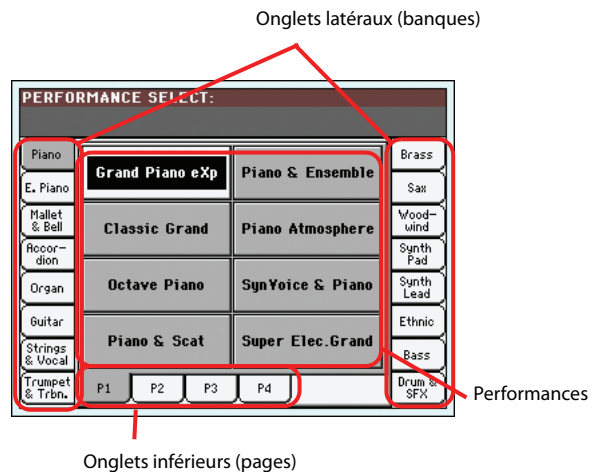 Onglets latéraux (banques)
PERFORMANCE SELECT:
Piano
E. Piano
Mallet
& Bell
Accor-
dion
Organ
Guitar
Strings
& Vocal
Trumpet
& Trbn.
Grand Piano eXp
Piano & Ensemble
Classic Grand
Piano Atmosphere
Octave Piano
SynVoice & Piano
Piano & Scat
Super Elec.Grand
Brass
Sax
Wood-
wind
Synth
Pad
Synth
Lead
Ethnic
Bass
Drum &
SFX
P1
P2
P3
P4
Performances
Onglets inférieurs (pages)